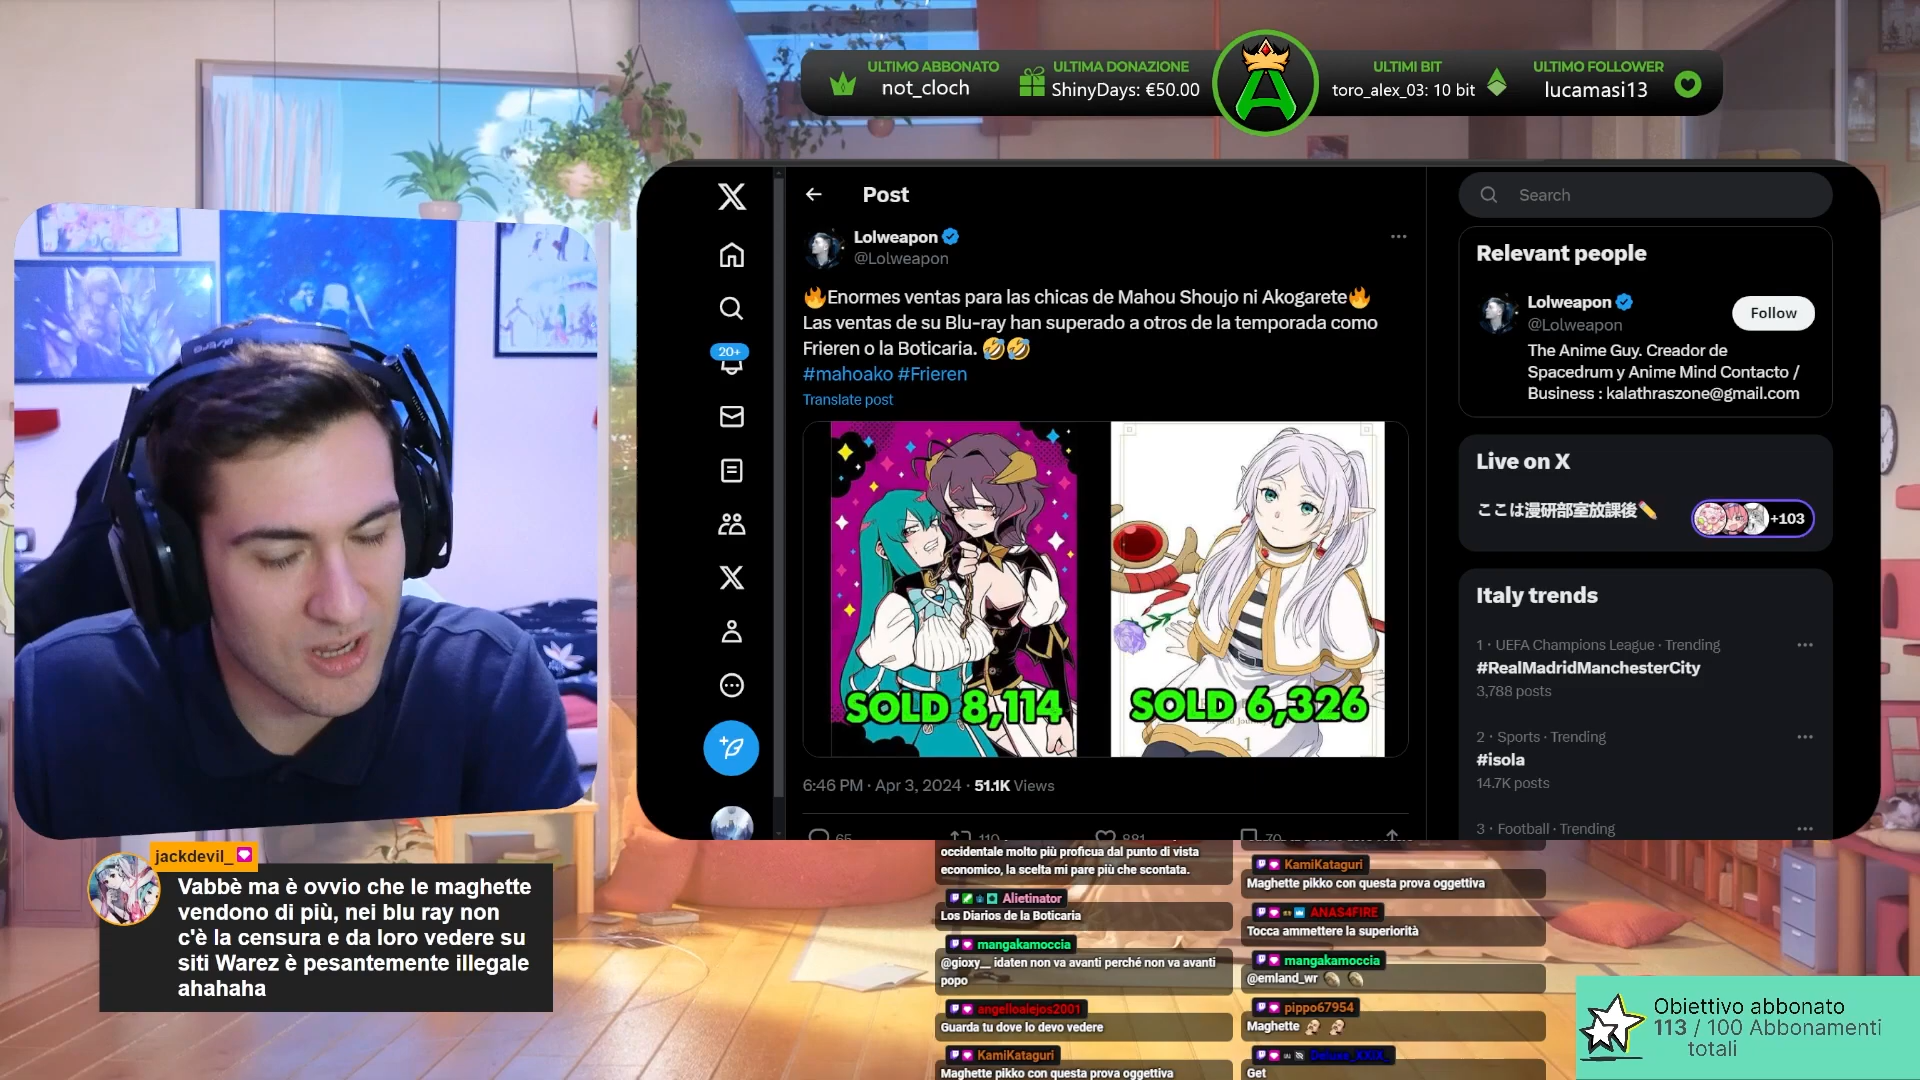 ULTIMO ABBONATO
not_cloch
ULTIMA DONAZIONE
ShinyDays: €50.00
ULTIMI BIT
toro_alex_03: 10 bit
ULTIMO FOLLOWER
lucamasi13
Post
Lolweapon
@Lolweapon
🔥Enormes ventas para las chicas de Mahou Shoujo ni Akogarete🔥
Las ventas de su Blu-ray han superado a otros de la temporada como
Frieren o la Boticaria. 🤣🤣
#mahoako #Frieren
Translate post
SOLD 8,114
SOLD 6,326
1
6:46 PM · Apr 3, 2024 · 51.1K Views
65
110
881
70
20+
Search
Relevant people
Lolweapon
@Lolweapon
Follow
The Anime Guy. Creador de
Spacedrum y Anime Mind Contacto /
Business : kalathraszone@gmail.com
Live on X
ここは漫研部室放課後✏️
+103
Italy trends
1 · UEFA Champions League · Trending
#RealMadridManchesterCity
3,788 posts
2 · Sports · Trending
#isola
14.7K posts
3 · Football · Trending
jackdevil_
Vabbè ma è ovvio che le maghette
vendono di più, nei blu ray non
c'è la censura e da loro vedere su
siti Warez è pesantemente illegale
ahahaha
occidentale molto più proficua dal punto di vista
economico, la scelta mi pare più che scontata.
Alietinator
Los Diarios de la Boticaria
mangakamoccia
@gioxy__ idaten non va avanti perché non va avanti
popo
angelloalejos2001
Guarda tu dove lo devo vedere
KamiKataguri
Maghette pikko con questa prova oggettiva
KamiKataguri
Maghette pikko con questa prova oggettiva
ANAS4FIRE
Tocca ammettere la superiorità
mangakamoccia
@emland_wr
pippo67954
Maghette
Get
Obiettivo abbonato
113 / 100 Abbonamenti
totali